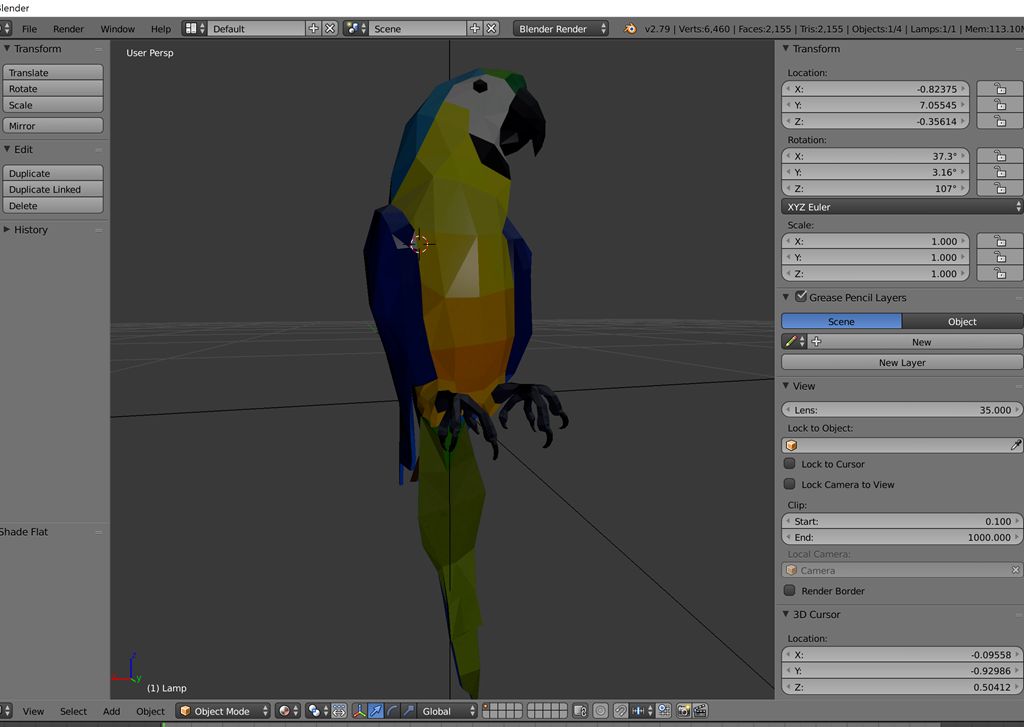 lender
File Render Window Help Default Scene Blender Render v2.79 | Verts:6,460 | Faces:2,155 | Tris:2,155 | Objects:1/4 | Lamps:1/1 | Mem:113.10M
Transform
Translate
Rotate
Scale
Mirror
Edit
Duplicate
Duplicate Linked
Delete
History
Shade Flat
User Persp
(1) Lamp
z
y
Transform
Location:
X: -0.82375
Y: 7.05545
Z: -0.35614
Rotation:
X: 37.3°
Y: 3.16°
Z: 107°
XYZ Euler
Scale:
X: 1.000
Y: 1.000
Z: 1.000
Grease Pencil Layers
Scene Object
New
New Layer
View
Lens: 35.000
Lock to Object:
Lock to Cursor
Lock Camera to View
Clip:
Start: 0.100
End: 1000.000
Local Camera:
Camera
Render Border
3D Cursor
Location:
X: -0.09558
Y: -0.92986
Z: 0.50412
View Select Add Object Object Mode Global